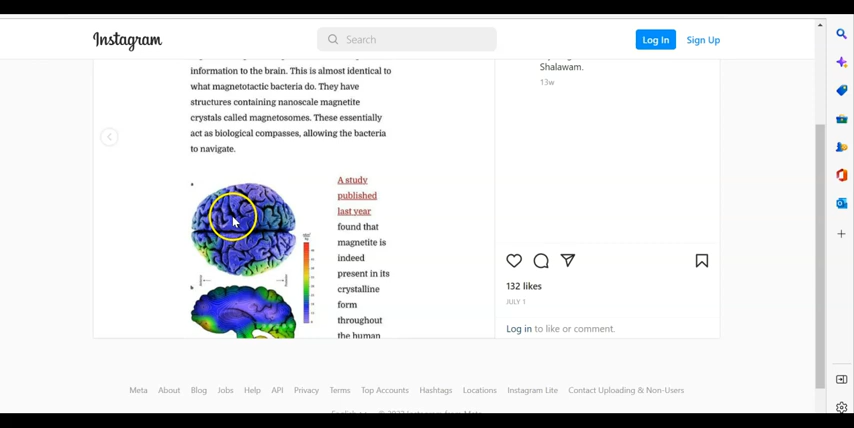 Instagram
Search
Log In
Sign Up
information to the brain. This is almost identical to
what magnetotactic bacteria do. They have
structures containing nanoscale magnetite
crystals called magnetosomes. These essentially
act as biological compasses, allowing the bacteria
to navigate.
A study
published
last year
found that
magnetite is
indeed
present in its
crystalline
form
throughout
the human
Shalawam.
13w
132 likes
JULY 1
Log in to like or comment.
Meta About Blog Jobs Help API Privacy Terms Top Accounts Hashtags Locations Instagram Lite Contact Uploading & Non-Users